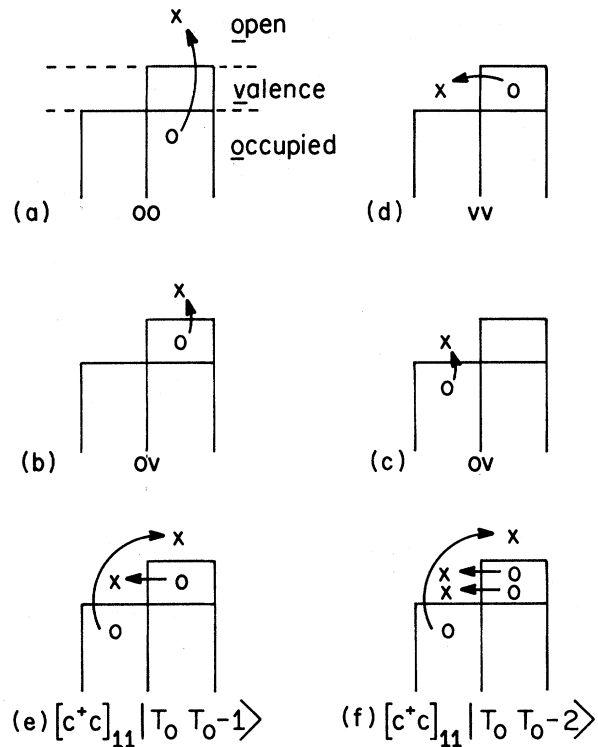 x
open
valence
x o
o
occupied
(a) oo
(d) vv
x
o
x
o
(b) ov
(c) ov
x
x o
o
x
x o
x o
o
(e) [c⁺c]₁₁ | T₀ T₀-1⟩
(f) [c⁺c]₁₁ | T₀ T₀-2⟩